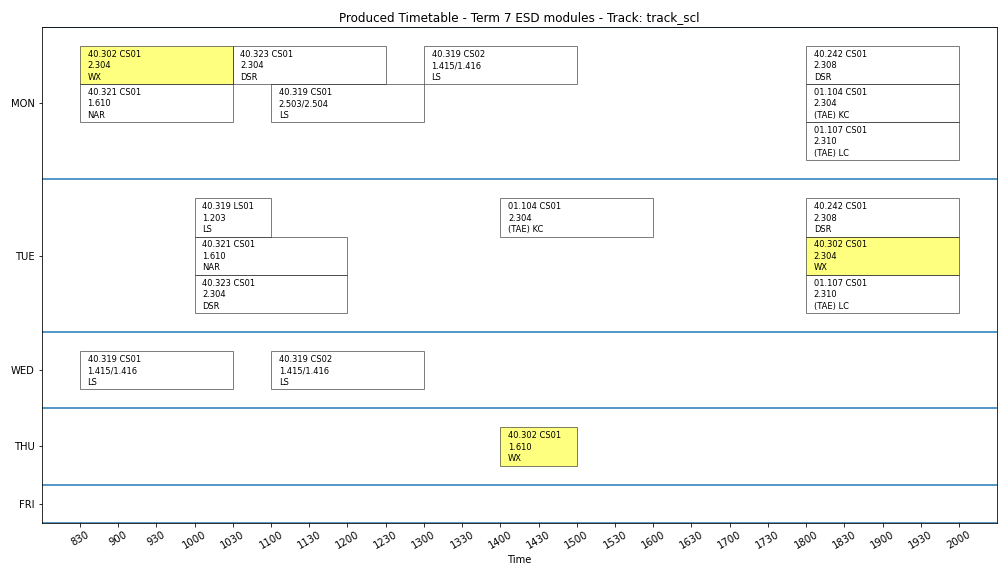 Produced Timetable - Term 7 ESD modules - Track: track_scl
MON
40.302 CS01
2.304
WX
40.323 CS01
2.304
DSR
40.319 CS02
1.415/1.416
LS
40.242 CS01
2.308
DSR
40.321 CS01
1.610
NAR
40.319 CS01
2.503/2.504
LS
01.104 CS01
2.304
(TAE) KC
01.107 CS01
2.310
(TAE) LC
TUE
40.319 LS01
1.203
LS
01.104 CS01
2.304
(TAE) KC
40.242 CS01
2.308
DSR
40.321 CS01
1.610
NAR
40.302 CS01
2.304
WX
40.323 CS01
2.304
DSR
01.107 CS01
2.310
(TAE) LC
WED
40.319 CS01
1.415/1.416
LS
40.319 CS02
1.415/1.416
LS
THU
40.302 CS01
1.610
WX
FRI
830 900 930 1000 1030 1100 1130 1200 1230 1300 1330 1400 1430 1500 1530 1600 1630 1700 1730 1800 1830 1900 1930 2000
Time